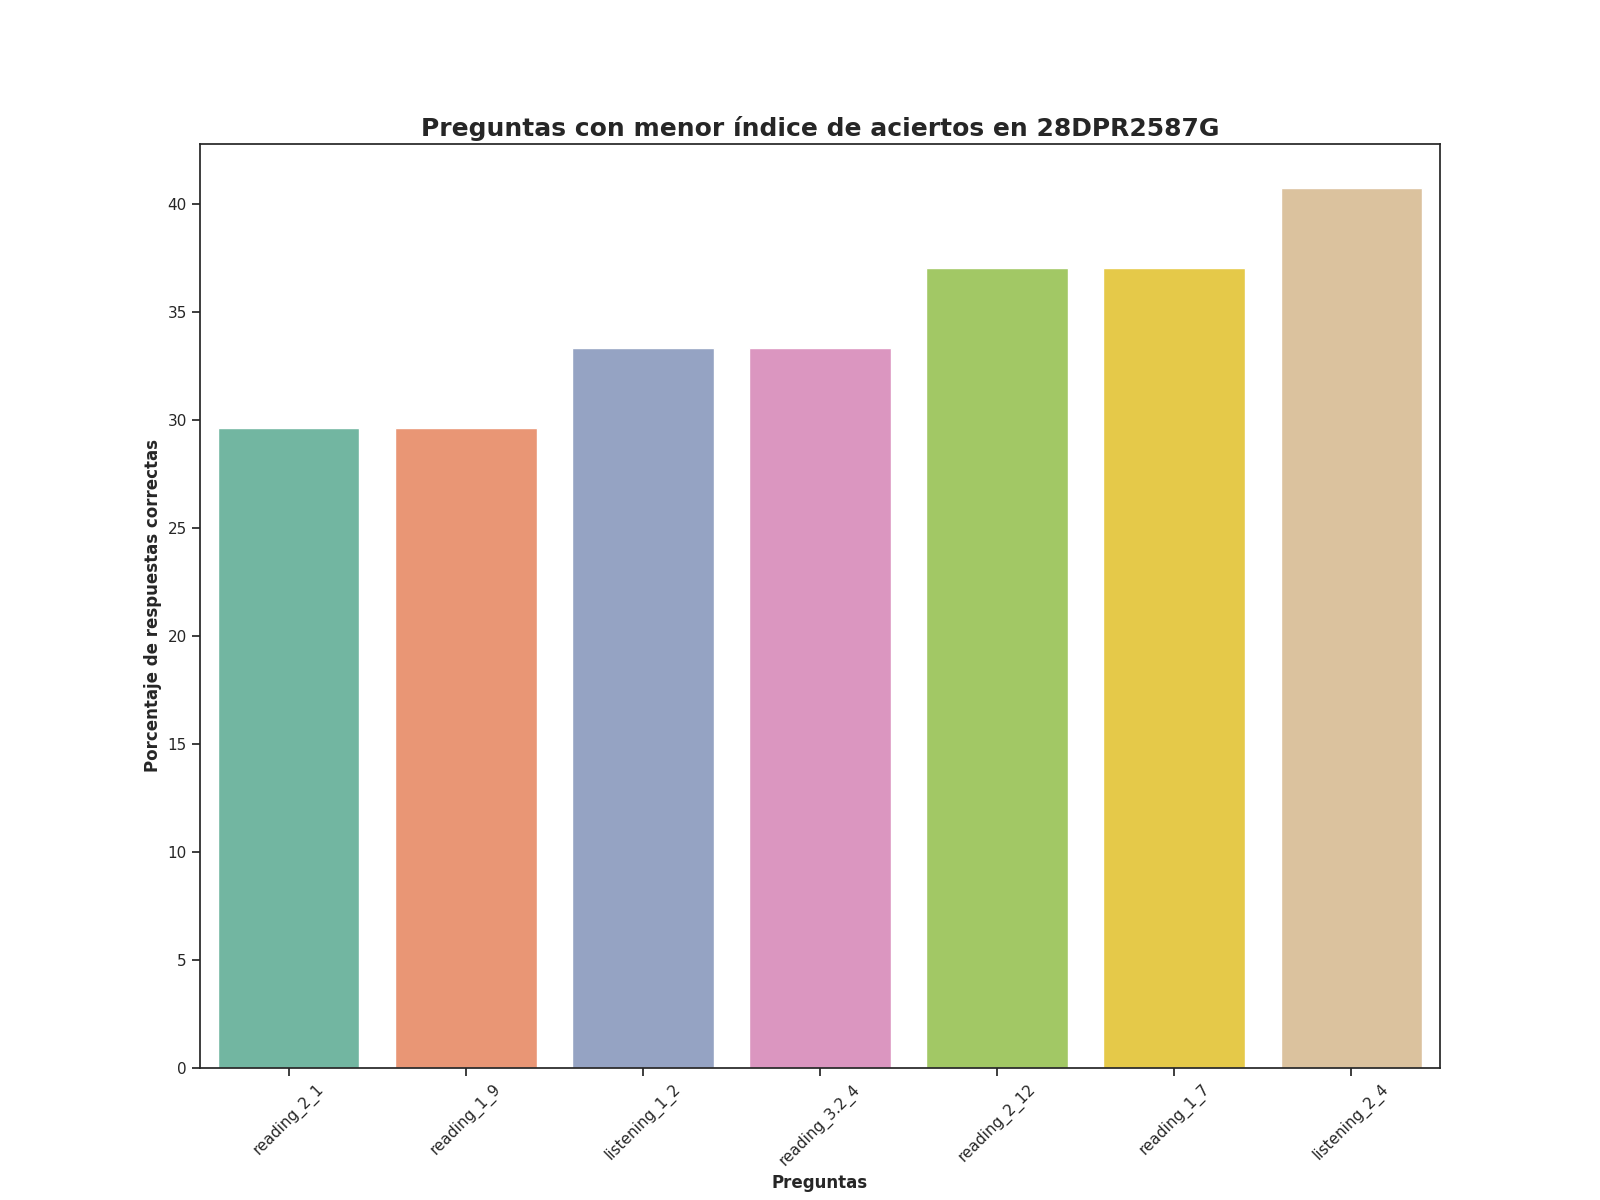 Preguntas con menor índice de aciertos en 28DPR2587G
Porcentaje de respuestas correctas
40
35
30
25
20
15
10
5
0
reading_2_1
reading_1_9
listening_1_2
reading_3.2_4
reading_2_12
reading_1_7
listening_2_4
Preguntas